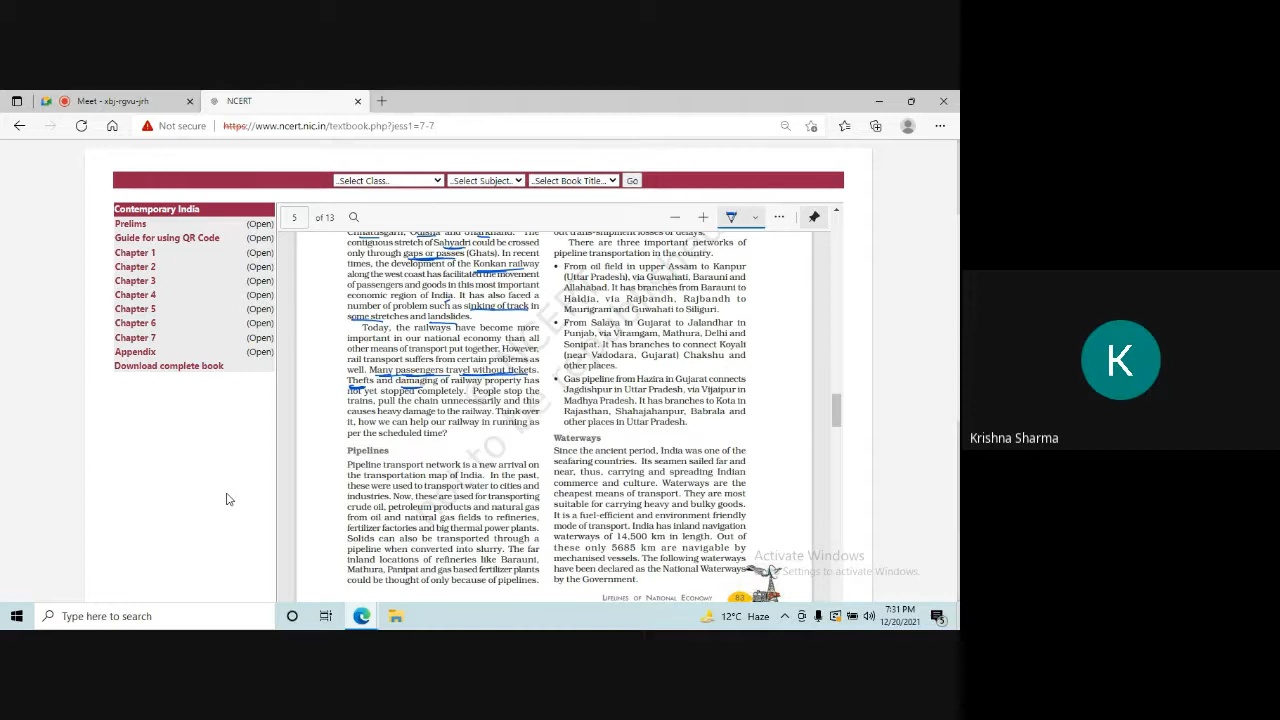 Meet - xbj-rgvu-jrh
NCERT
Not secure
https://www.ncert.nic.in/textbook.php?jess1=7-7
..Select Class..
..Select Subject..
..Select Book Title...
Go
Contemporary India
Prelims (Open)
Guide for using QR Code (Open)
Chapter 1 (Open)
Chapter 2 (Open)
Chapter 3 (Open)
Chapter 4 (Open)
Chapter 5 (Open)
Chapter 6 (Open)
Chapter 7 (Open)
Appendix (Open)
Download complete book
5 of 13
Chhattisgarh, Odisha and Jharkhand. The
contiguous stretch of Sahyadri could be crossed
only through gaps or passes (Ghats). In recent
times, the development of the Konkan railway
along the west coast has facilitated the movement
of passengers and goods in this most important
economic region of India. It has also faced a
number of problem such as sinking of track in
some stretches and landslides.
Today, the railways have become more
important in our national economy than all
other means of transport put together. However,
rail transport suffers from certain problems as
well. Many passengers travel without tickets.
Thefts and damaging of railway property has
not yet stopped completely. People stop the
trains, pull the chain unnecessarily and this
causes heavy damage to the railway. Think over
it, how we can help our railway in running as
per the scheduled time?
Pipelines
Pipeline transport network is a new arrival on
the transportation map of India. In the past,
these were used to transport water to cities and
industries. Now, these are used for transporting
crude oil, petroleum products and natural gas
from oil and natural gas fields to refineries,
fertilizer factories and big thermal power plants.
Solids can also be transported through a
pipeline when converted into slurry. The far
inland locations of refineries like Barauni,
Mathura, Panipat and gas based fertilizer plants
could be thought of only because of pipelines.
out trans-shipment losses or delays.
There are three important networks of
pipeline transportation in the country.
• From oil field in upper Assam to Kanpur
(Uttar Pradesh), via Guwahati, Barauni and
Allahabad. It has branches from Barauni to
Haldia, via Rajbandh, Rajbandh to
Maurigram and Guwahati to Siliguri.
• From Salaya in Gujarat to Jalandhar in
Punjab, via Viramgam, Mathura, Delhi and
Sonipat. It has branches to connect Koyali
(near Vadodara, Gujarat) Chakshu and
other places.
• Gas pipeline from Hazira in Gujarat connects
Jagdishpur in Uttar Pradesh, via Vijaipur in
Madhya Pradesh. It has branches to Kota in
Rajasthan, Shahajahanpur, Babrala and
other places in Uttar Pradesh.
Waterways
Since the ancient period, India was one of the
seafaring countries. Its seamen sailed far and
near, thus, carrying and spreading Indian
commerce and culture. Waterways are the
cheapest means of transport. They are most
suitable for carrying heavy and bulky goods.
It is a fuel-efficient and environment friendly
mode of transport. India has inland navigation
waterways of 14,500 km in length. Out of
these only 5685 km are navigable by
mechanised vessels. The following waterways
have been declared as the National Waterways
by the Government.
Lifelines of National Economy 83
Activate Windows
Settings to activate Windows.
K
Krishna Sharma
Type here to search
12°C Haze
7:31 PM
12/20/2021
5